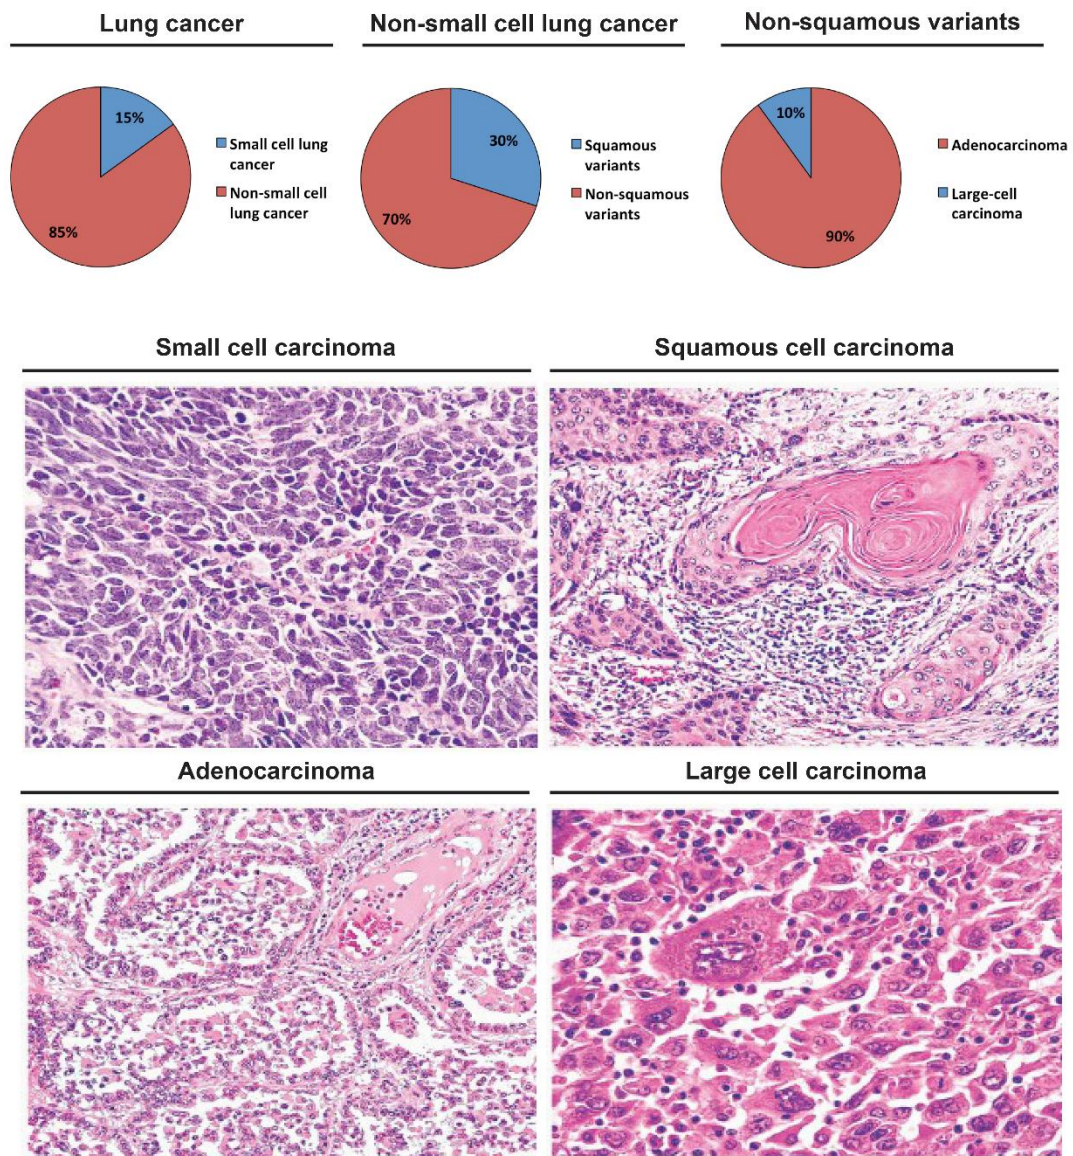 Lung cancer
Non-small cell lung cancer
Non-squamous variants
15%
85%
Small cell lung
cancer
Non-small cell
lung cancer
30%
70%
Squamous
variants
Non-squamous
variants
10%
90%
Adenocarcinoma
Large-cell
carcinoma
Small cell carcinoma
Squamous cell carcinoma
Adenocarcinoma
Large cell carcinoma